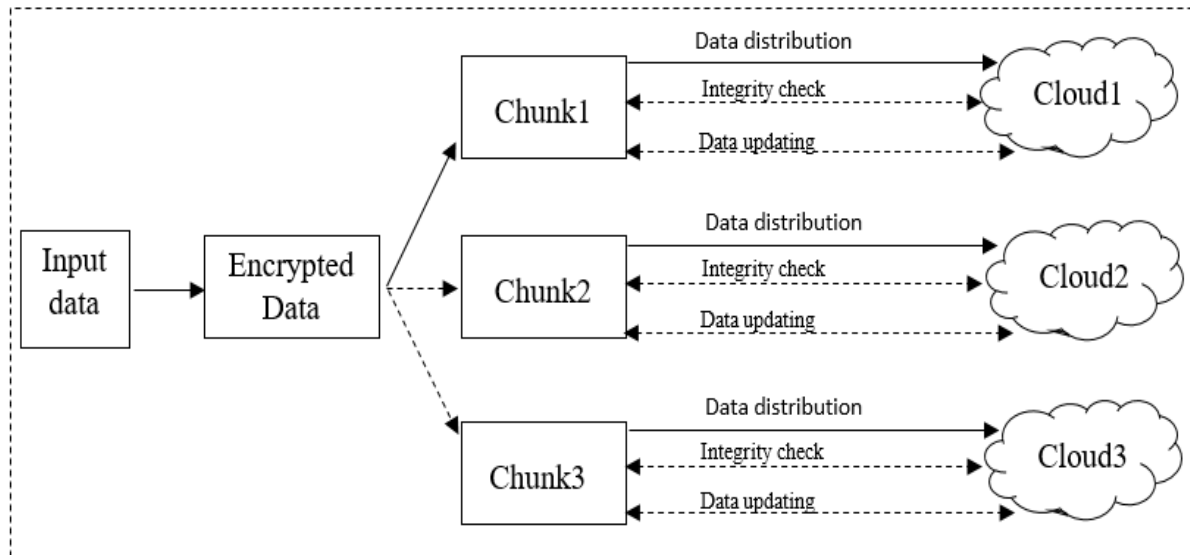 Data distribution
Integrity check
Data updating
Chunk1
Cloud1
Input
data
Encrypted
Data
Data distribution
Integrity check
Data updating
Chunk2
Cloud2
Data distribution
Integrity check
Data updating
Chunk3
Cloud3